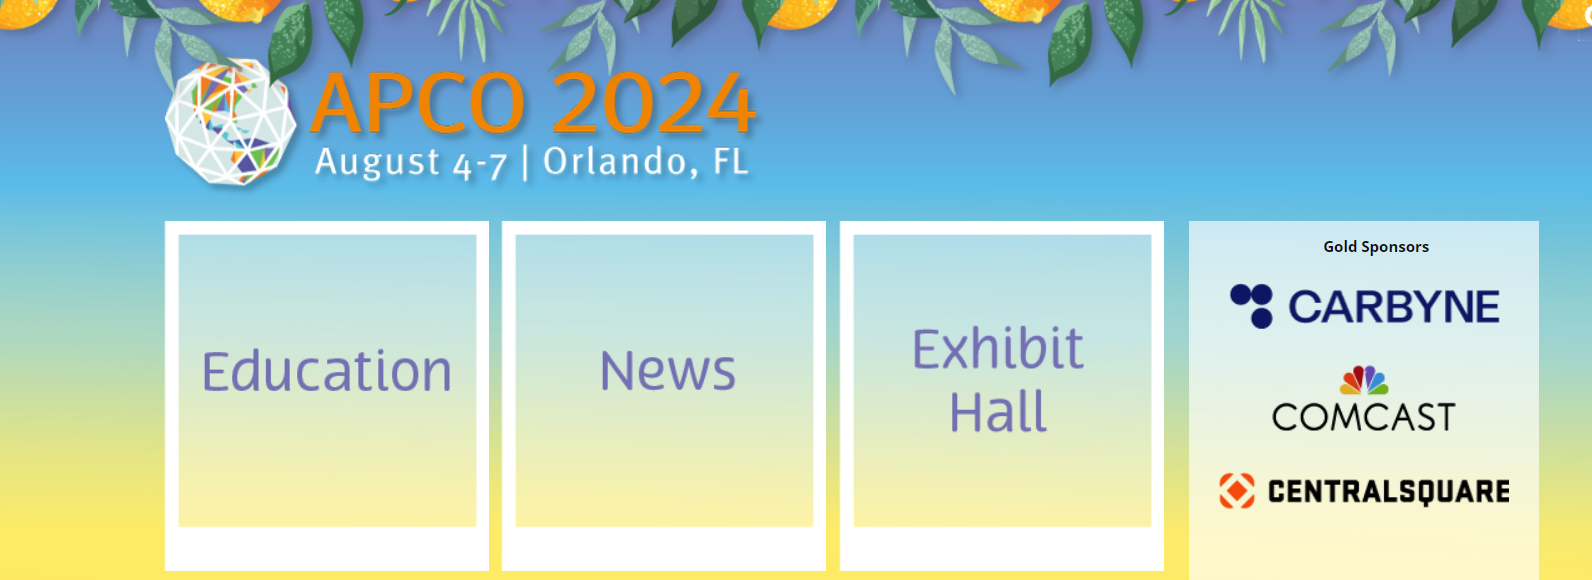 APCO 2024
August 4-7 | Orlando, FL
Education
News
Exhibit
Hall
Gold Sponsors
CARBYNE
COMCAST
CENTRALSQUARE